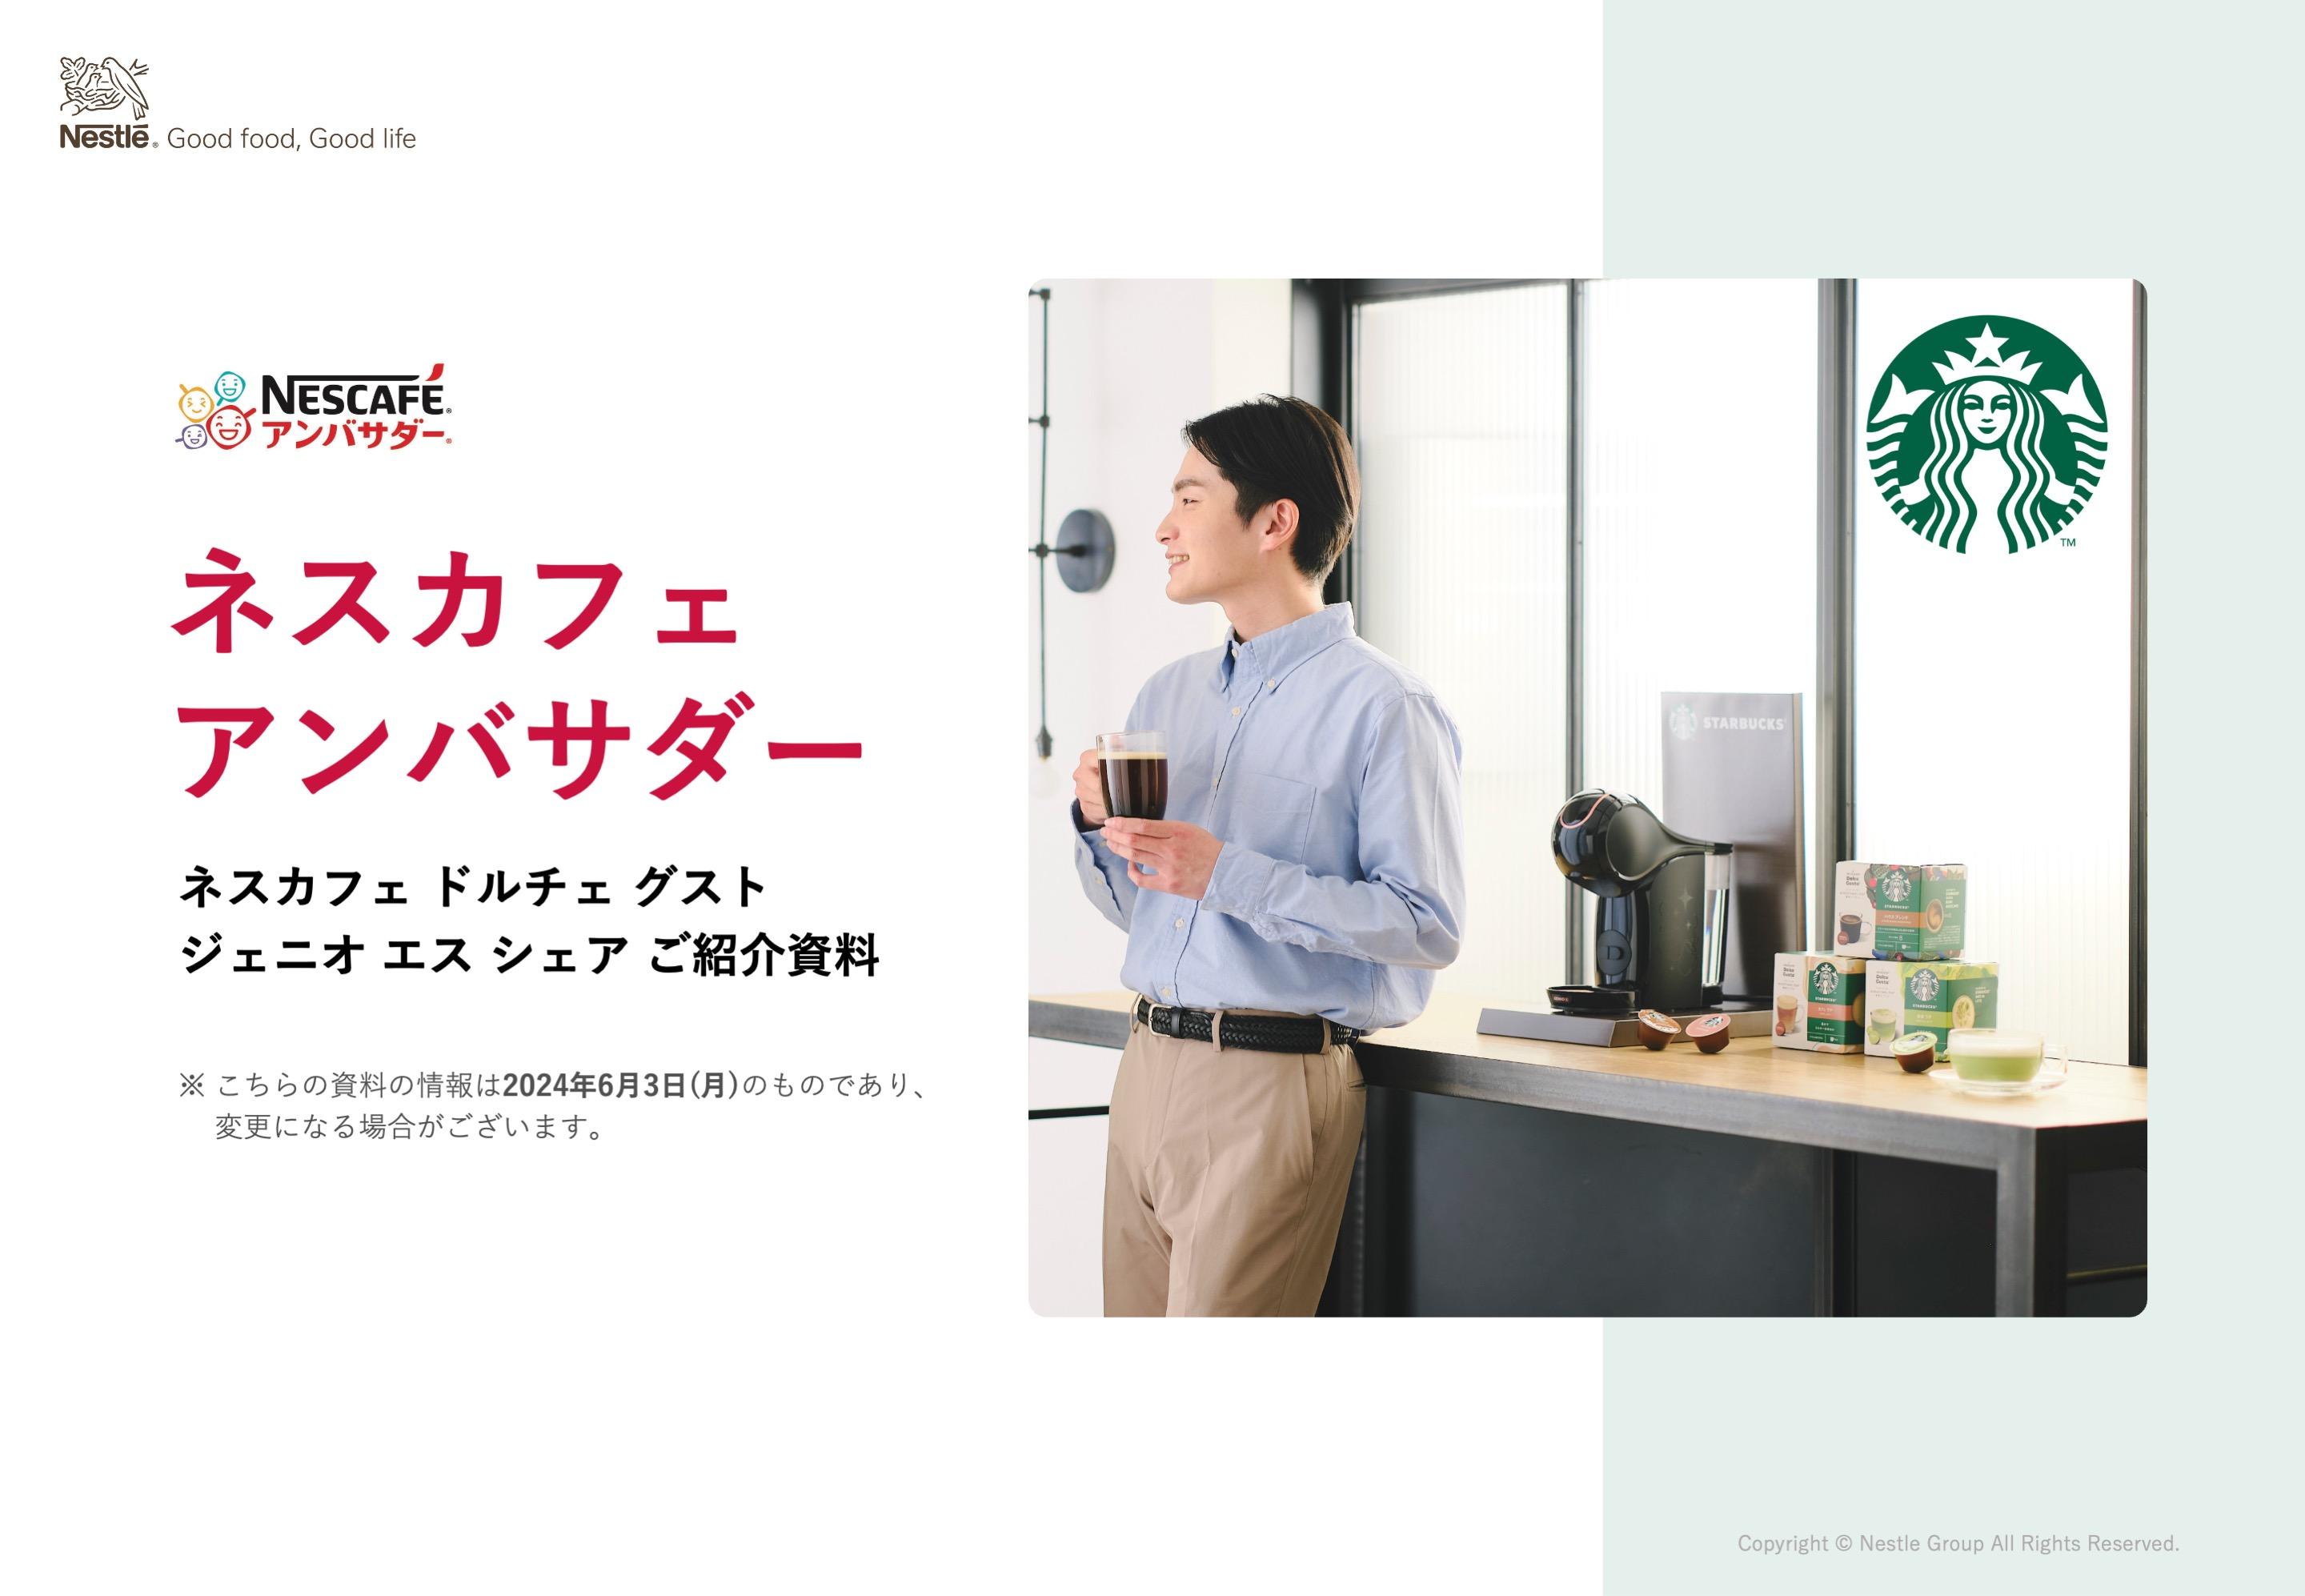 Nestlé® Good food, Good life
NESCAFÉ®
アンバサダー®
ネスカフェ
アンバサダー
ネスカフェ ドルチェ グスト
ジェニオ エス シェア ご紹介資料
※ こちらの資料の情報は2024年6月3日(月)のものであり、
変更になる場合がございます。
TM
STARBUCKS
Copyright © Nestle Group All Rights Reserved.